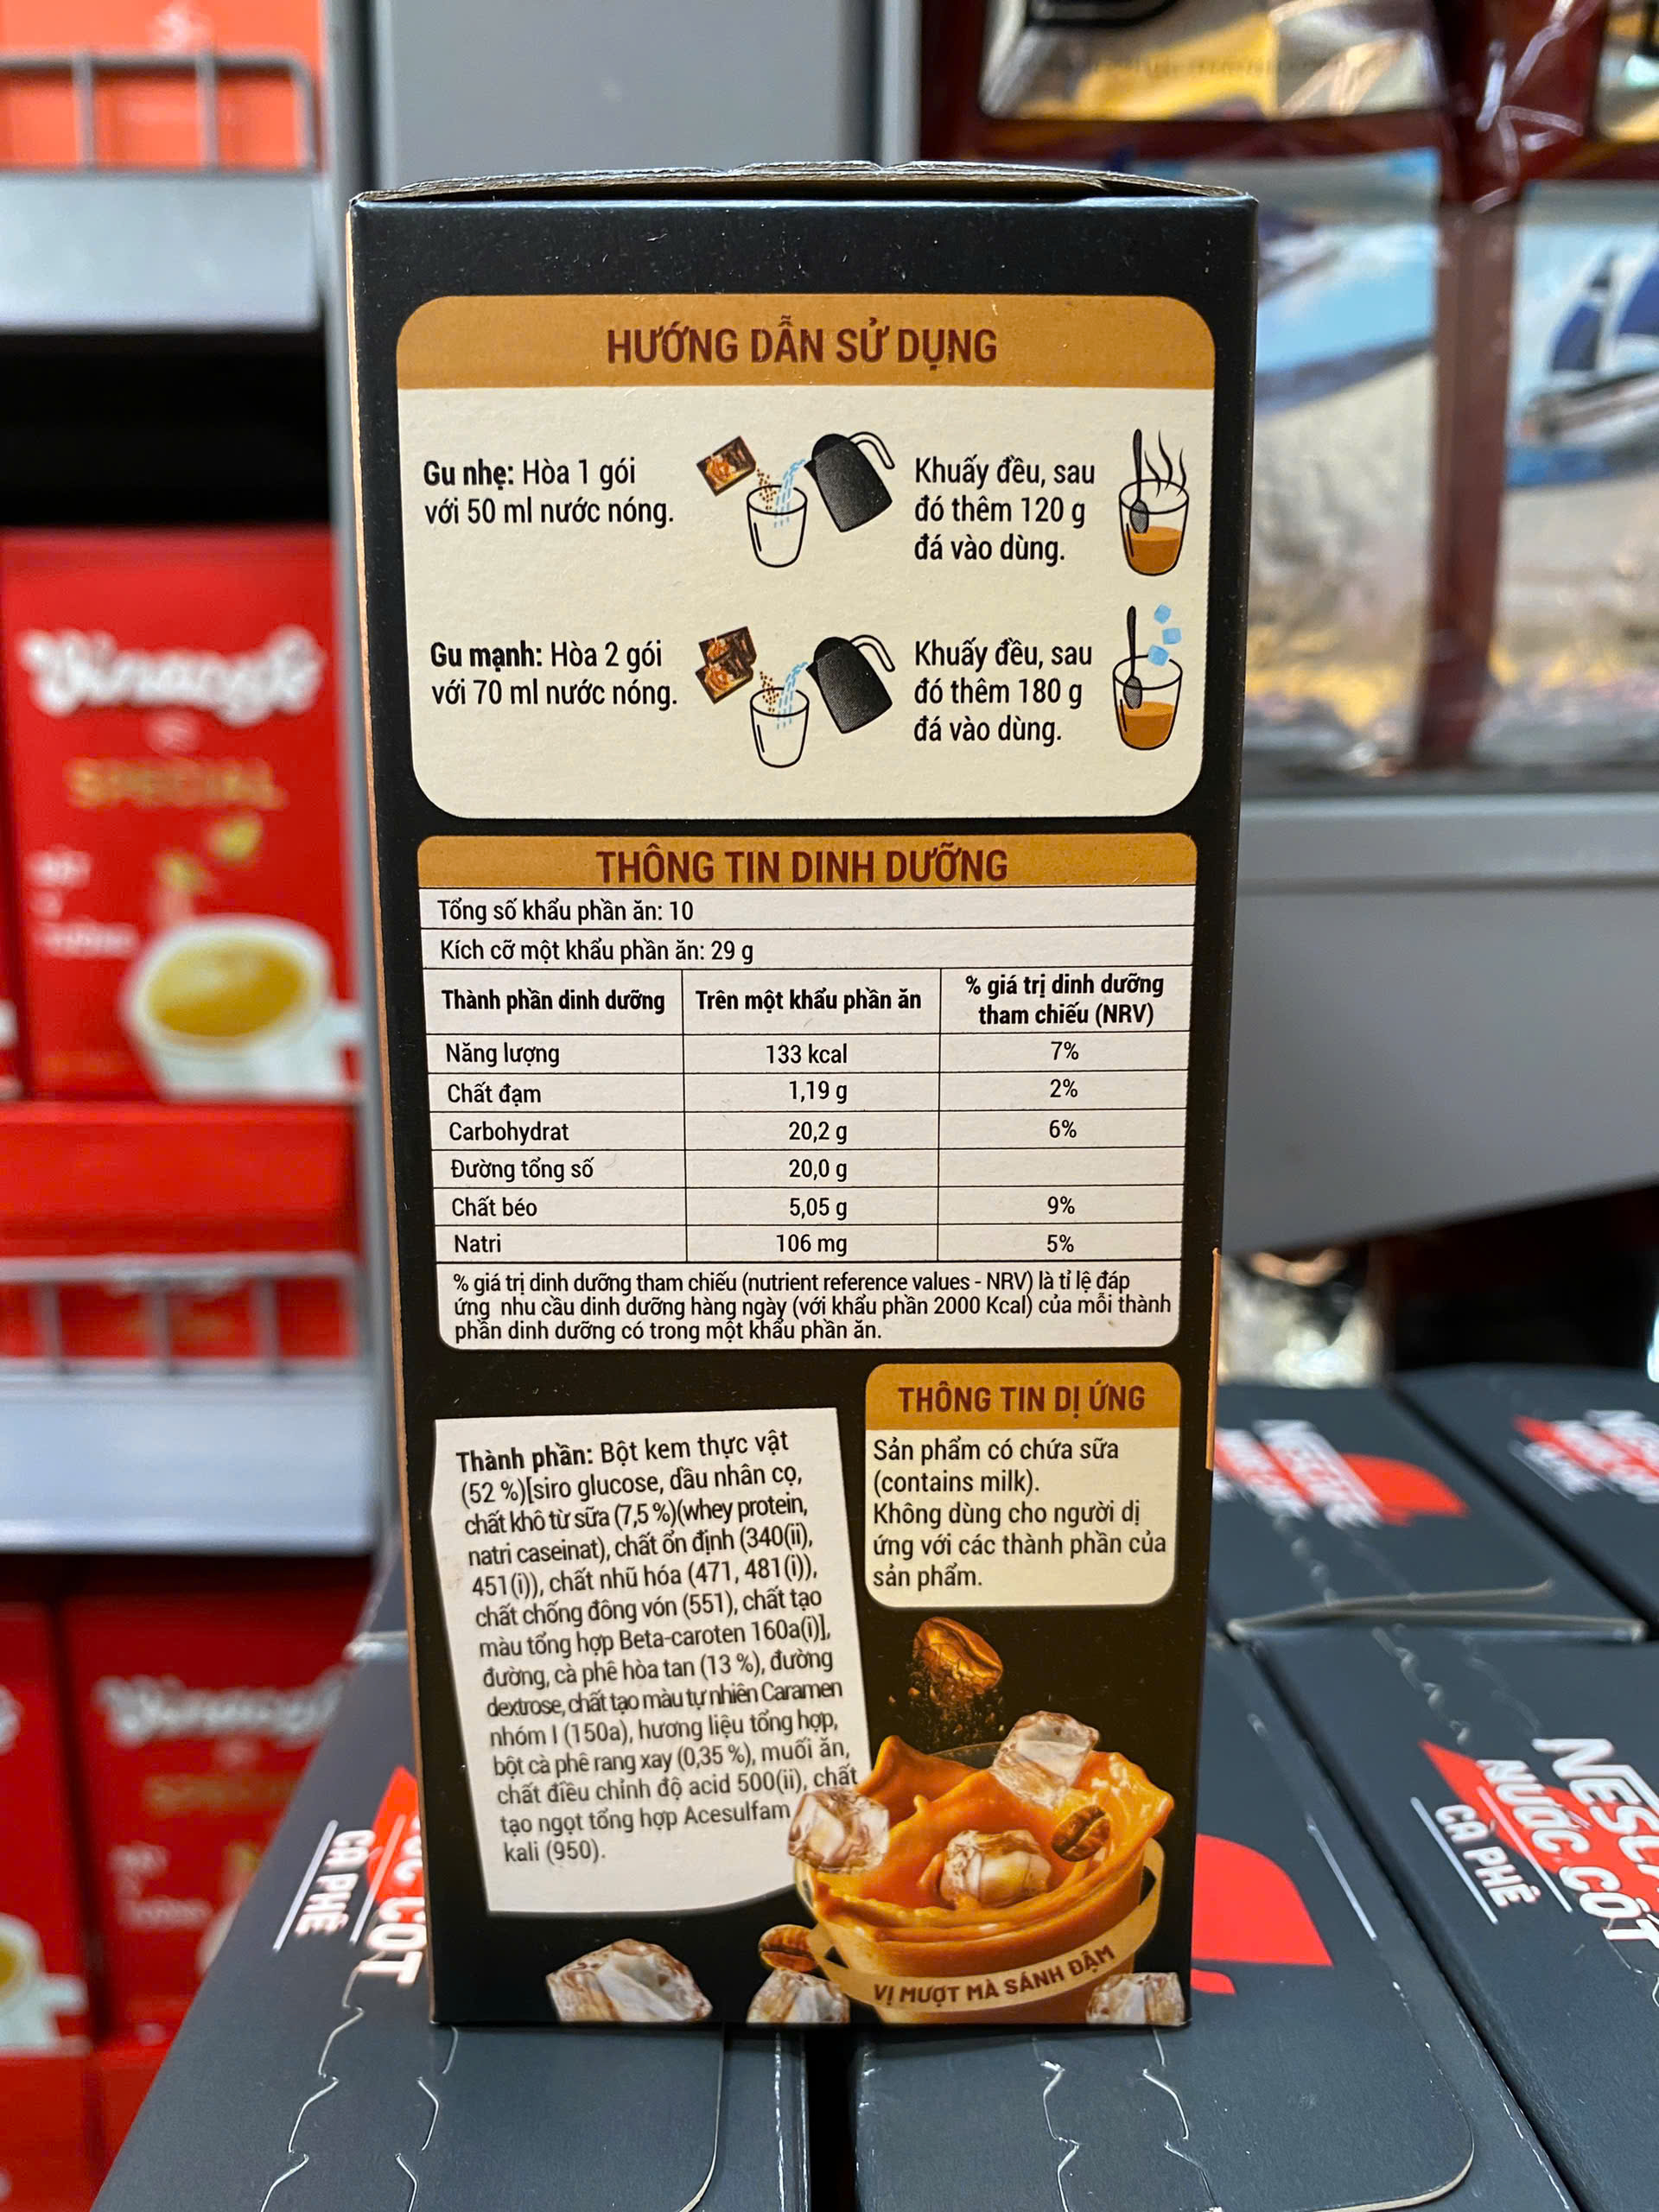 HƯỚNG DẪN SỬ DỤNG
Gu nhẹ: Hòa 1 gói
với 50 ml nước nóng.
Khuấy đều, sau
đó thêm 120 g
đá vào dùng.
Gu mạnh: Hòa 2 gói
với 70 ml nước nóng.
Khuấy đều, sau
đó thêm 180 g
đá vào dùng.
THÔNG TIN DINH DƯỠNG
Tổng số khẩu phần ăn: 10
Kích cỡ một khẩu phần ăn: 29 g
Thành phần dinh dưỡng Trên một khẩu phần ăn % giá trị dinh dưỡng
tham chiếu (NRV)
Năng lượng 133 kcal 7%
Chất đạm 1,19 g 2%
Carbohydrat 20,2 g 6%
Đường tổng số 20,0 g
Chất béo 5,05 g 9%
Natri 106 mg 5%
% giá trị dinh dưỡng tham chiếu (nutrient reference values - NRV) là tỉ lệ đáp
ứng nhu cầu dinh dưỡng hàng ngày (với khẩu phần 2000 Kcal) của mỗi thành
phần dinh dưỡng có trong một khẩu phần ăn.
Thành phần: Bột kem thực vật
(52 %)[siro glucose, dầu nhân cọ,
chất khô từ sữa (7,5 %)(whey protein,
natri caseinat), chất ổn định (340(ii),
451(i)), chất nhũ hóa (471, 481(i)),
chất chống đông vón (551), chất tạo
màu tổng hợp Beta-caroten 160a(i)],
đường, cà phê hòa tan (13 %), đường
dextrose, chất tạo màu tự nhiên Caramen
nhóm I (150a), hương liệu tổng hợp,
bột cà phê rang xay (0,35 %), muối ăn,
chất điều chỉnh độ acid 500(ii), chất
tạo ngọt tổng hợp Acesulfam
kali (950).
THÔNG TIN DỊ ỨNG
Sản phẩm có chứa sữa
(contains milk).
Không dùng cho người dị
ứng với các thành phần của
sản phẩm.
VỊ MƯỢT MÀ SÁNH ĐẬM
Vinacafé
SPECIAL
CÀ PHÊ
CỐT
NƯỚC CỐT
CÀ PHÊ